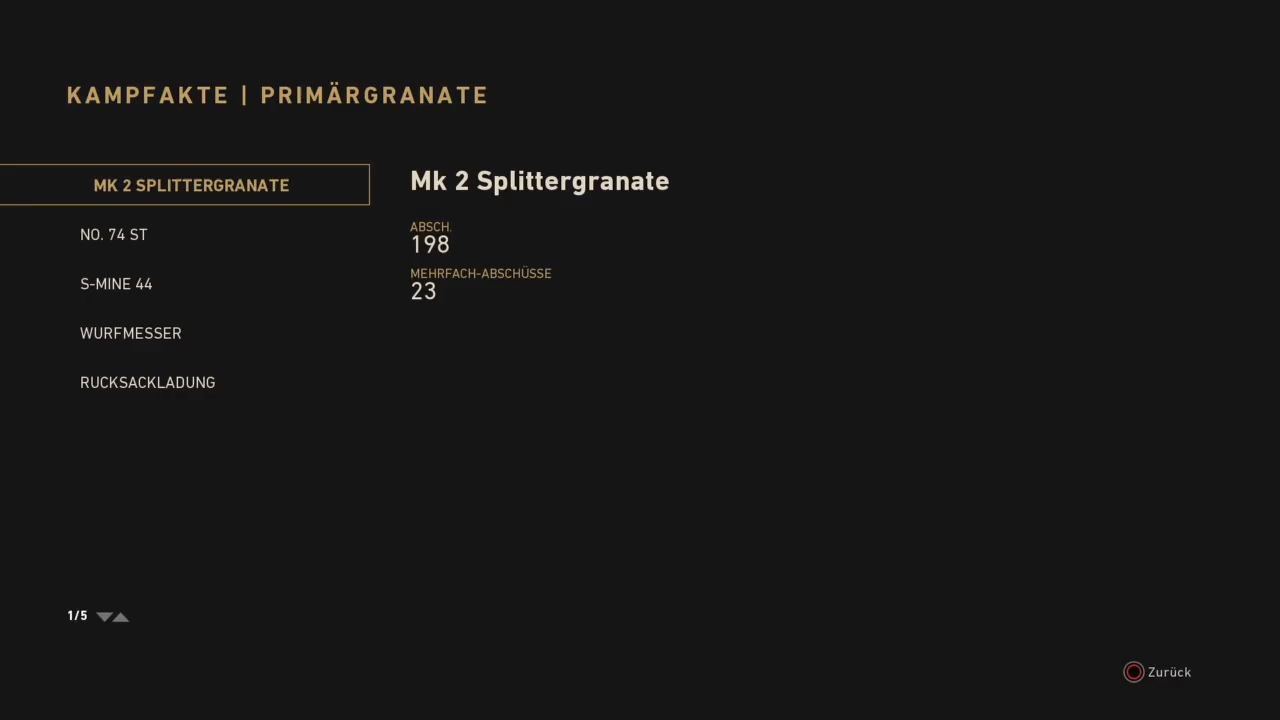 KAMPFAKTE | PRIMÄRGRANATE
MK 2 SPLITTERGRANATE
NO. 74 ST
S-MINE 44
WURFMESSER
RUCKSACKLADUNG
Mk 2 Splittergranate
ABSCH.
198
MEHRFACH-ABSCHÜSSE
23
1/5
Zurück